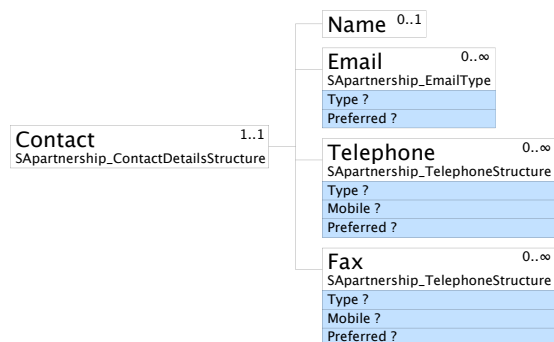 Name 0..1
Email 0..∞
SApartnership_EmailType
Type ?
Preferred ?
Contact 1..1
SApartnership_ContactDetailsStructure
Telephone 0..∞
SApartnership_TelephoneStructure
Type ?
Mobile ?
Preferred ?
Fax 0..∞
SApartnership_TelephoneStructure
Type ?
Mobile ?
Preferred ?